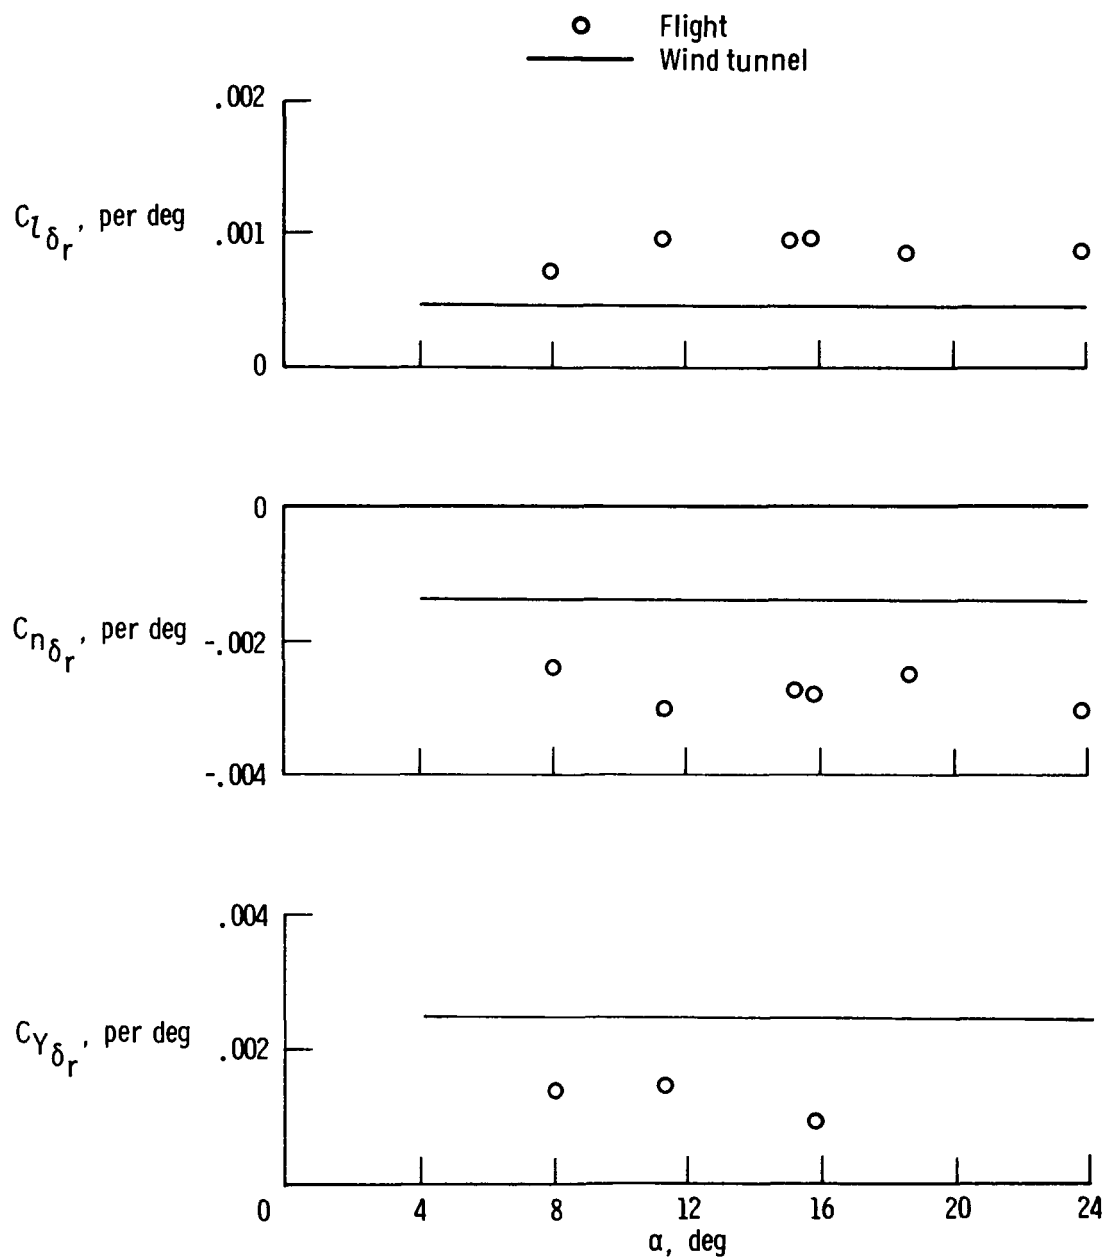 Flight
Wind tunnel
.002
C_{l_{δ_r}}, per deg
.001
0
0
C_{n_{δ_r}}, per deg
-.002
-.004
.004
C_{Y_{δ_r}}, per deg
.002
0 4 8 12 16 20 24
α, deg